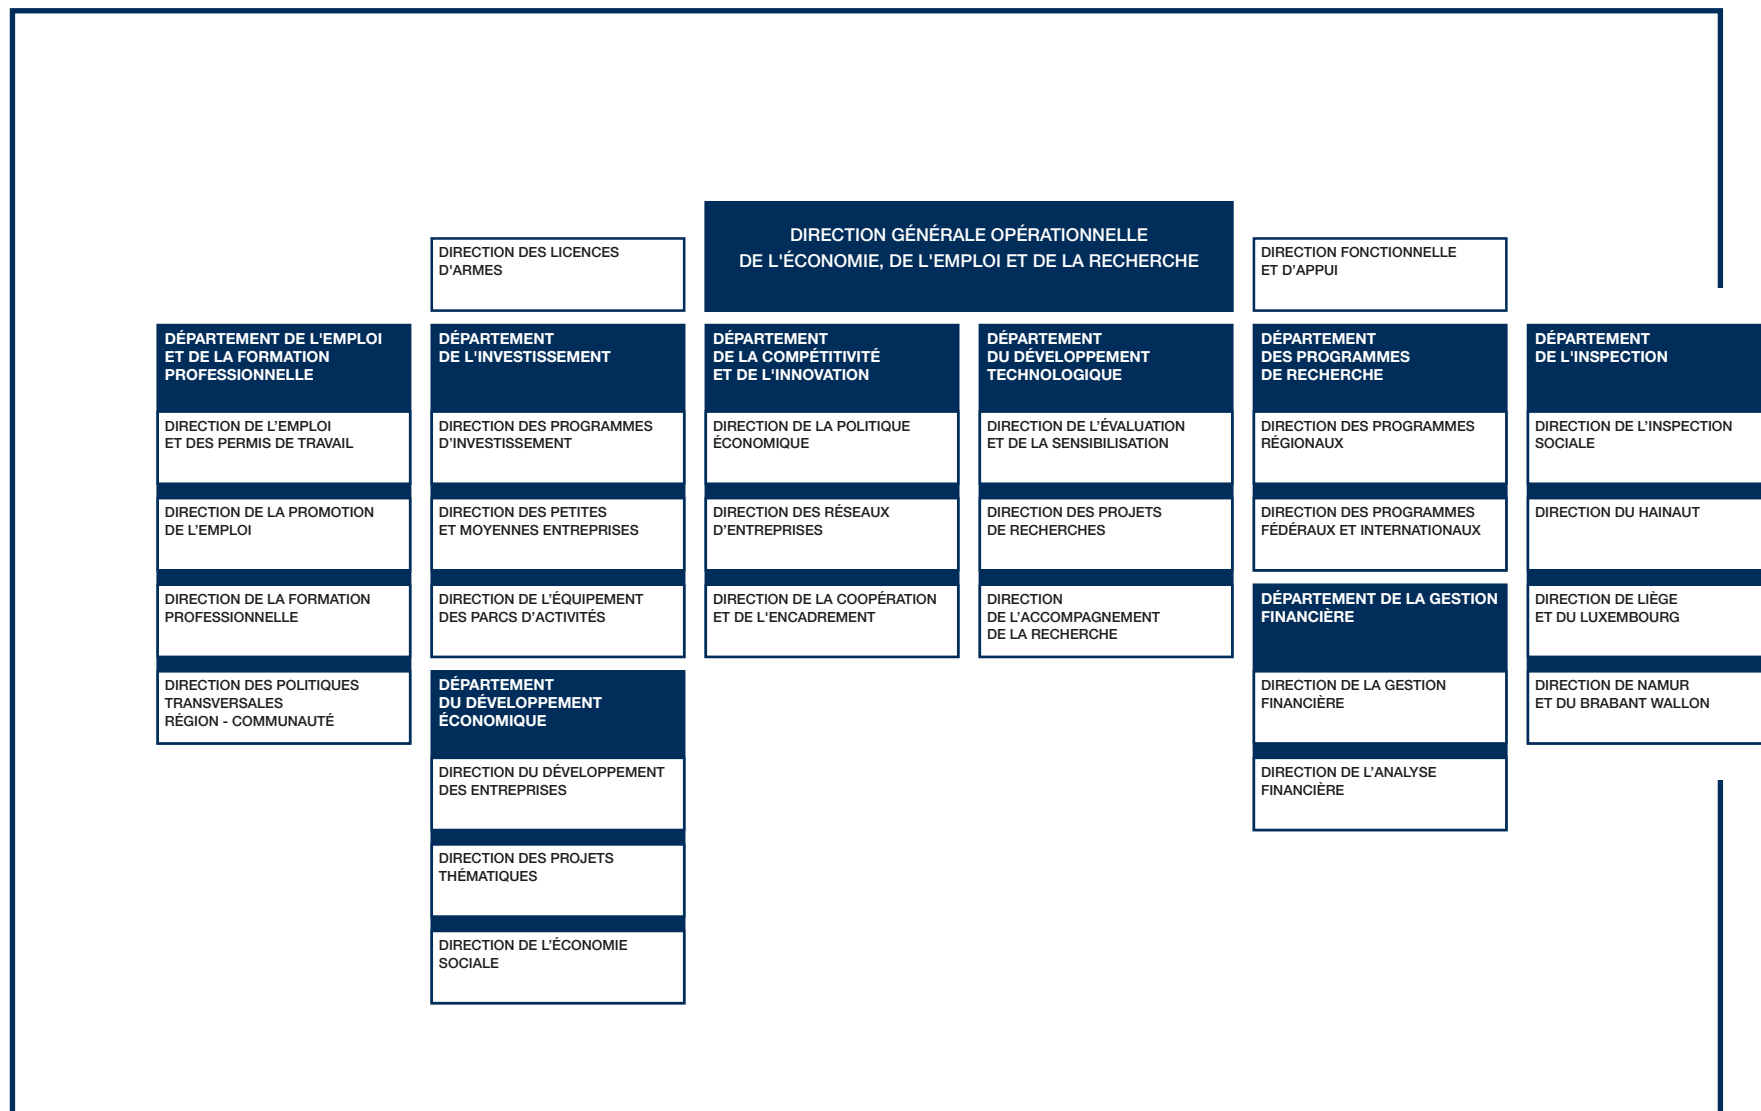 DIRECTION GÉNÉRALE OPÉRATIONNELLE
DE L'ÉCONOMIE, DE L'EMPLOI ET DE LA RECHERCHE
DIRECTION DES LICENCES
D'ARMES
DIRECTION FONCTIONNELLE
ET D’APPUI
DÉPARTEMENT DE L'EMPLOI
ET DE LA FORMATION
PROFESSIONNELLE
DIRECTION DE L’EMPLOI
ET DES PERMIS DE TRAVAIL
DIRECTION DE LA PROMOTION
DE L’EMPLOI
DIRECTION DE LA FORMATION
PROFESSIONNELLE
DIRECTION DES POLITIQUES
TRANSVERSALES
RÉGION - COMMUNAUTÉ
DÉPARTEMENT
DE L'INVESTISSEMENT
DIRECTION DES PROGRAMMES
D’INVESTISSEMENT
DIRECTION DES PETITES
ET MOYENNES ENTREPRISES
DIRECTION DE L’ÉQUIPEMENT
DES PARCS D’ACTIVITÉS
DÉPARTEMENT
DU DÉVELOPPEMENT
ÉCONOMIQUE
DIRECTION DU DÉVELOPPEMENT
DES ENTREPRISES
DIRECTION DES PROJETS
THÉMATIQUES
DIRECTION DE L’ÉCONOMIE
SOCIALE
DÉPARTEMENT
DE LA COMPÉTITIVITÉ
ET DE L'INNOVATION
DIRECTION DE LA POLITIQUE
ÉCONOMIQUE
DIRECTION DES RÉSEAUX
D’ENTREPRISES
DIRECTION DE LA COOPÉRATION
ET DE L'ENCADREMENT
DÉPARTEMENT
DU DÉVELOPPEMENT
TECHNOLOGIQUE
DIRECTION DE L’ÉVALUATION
ET DE LA SENSIBILISATION
DIRECTION DES PROJETS
DE RECHERCHES
DIRECTION
DE L’ACCOMPAGNEMENT
DE LA RECHERCHE
DÉPARTEMENT
DES PROGRAMMES
DE RECHERCHE
DIRECTION DES PROGRAMMES
RÉGIONAUX
DIRECTION DES PROGRAMMES
FÉDÉRAUX ET INTERNATIONAUX
DÉPARTEMENT DE LA GESTION
FINANCIÈRE
DIRECTION DE LA GESTION
FINANCIÈRE
DIRECTION DE L’ANALYSE
FINANCIÈRE
DÉPARTEMENT
DE L'INSPECTION
DIRECTION DE L’INSPECTION
SOCIALE
DIRECTION DU HAINAUT
DIRECTION DE LIÈGE
ET DU LUXEMBOURG
DIRECTION DE NAMUR
ET DU BRABANT WALLON